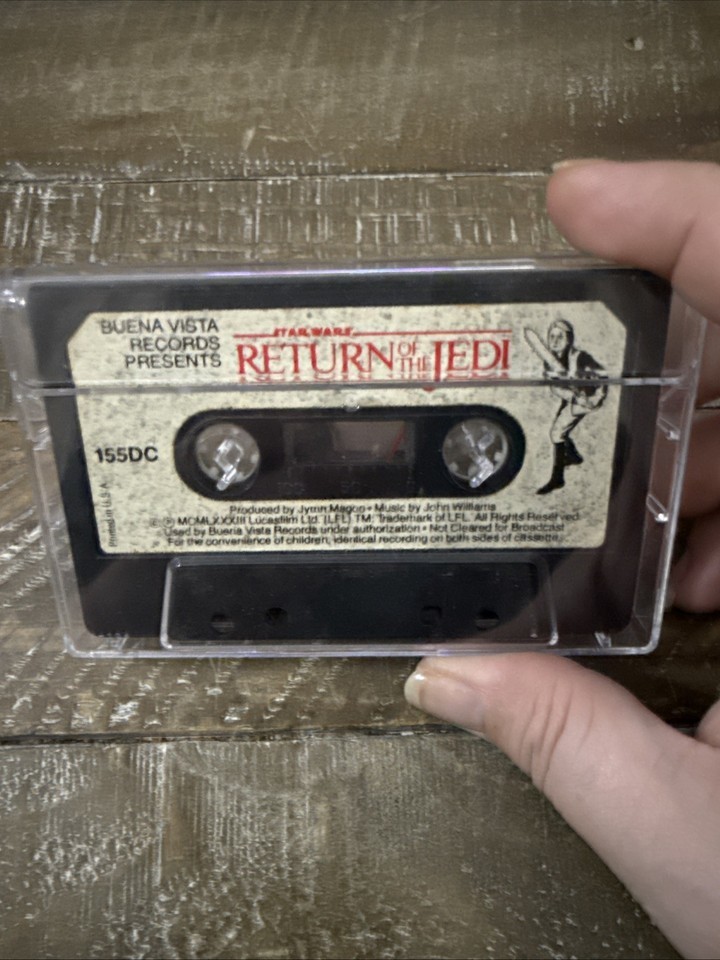 BUENA VISTA
RECORDS
PRESENTS
STAR WARS
RETURN OF THE JEDI
155DC
Printed in U.S.A.
Produced by Jymn Magon • Music by John Williams
© ℗ MCMLXXXIII Lucasfilm Ltd. (LFL) TM: Trademark of LFL. All Rights Reserved.
Used by Buena Vista Records under authorization • Not Cleared for Broadcast
For the convenience of children, identical recording on both sides of cassette.